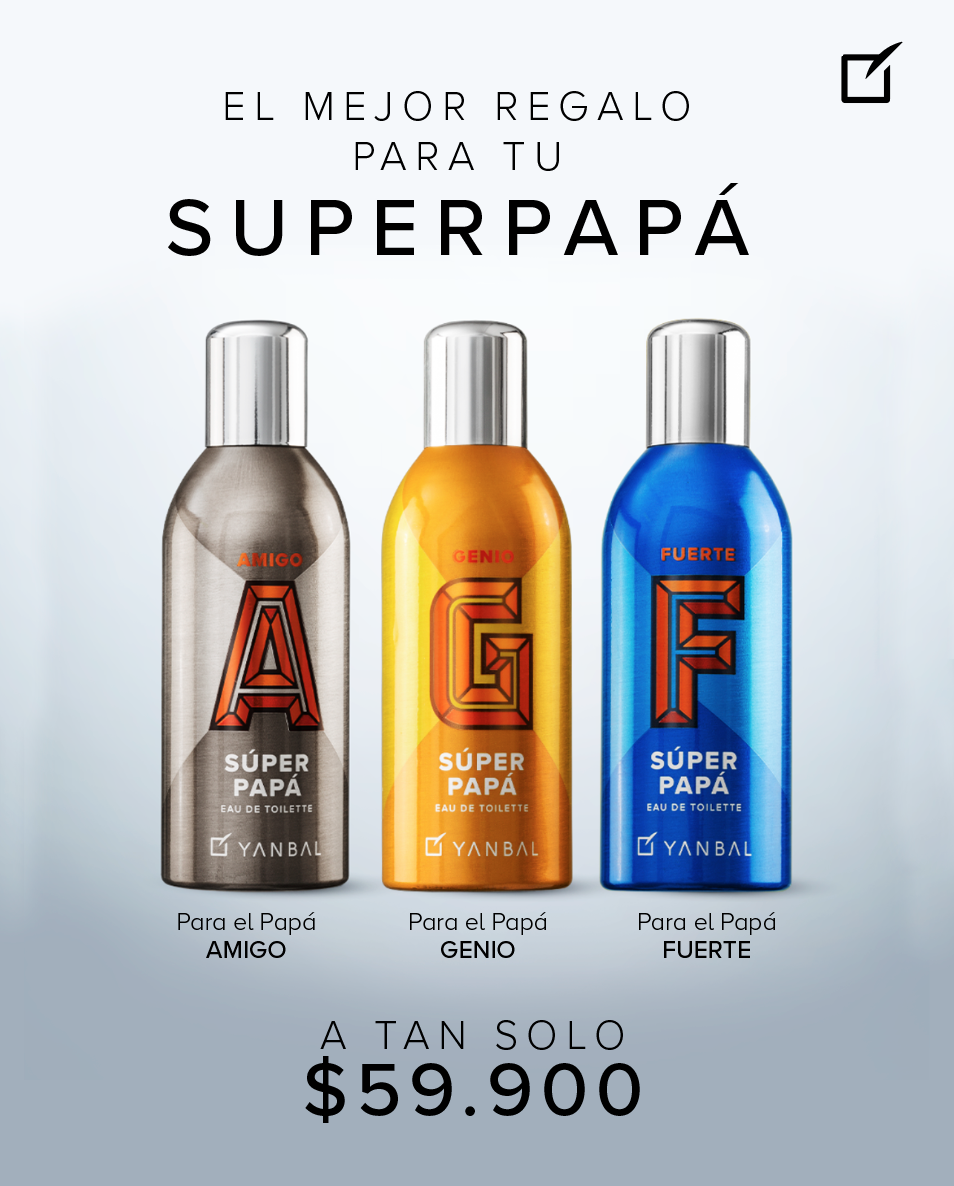 EL MEJOR REGALO
PARA TU
SUPERPAPÁ
AMIGO
A
SÚPER
PAPÁ
EAU DE TOILETTE
YANBAL
GENIO
G
SÚPER
PAPÁ
EAU DE TOILETTE
YANBAL
FUERTE
F
SÚPER
PAPÁ
EAU DE TOILETTE
YANBAL
Para el Papá
AMIGO
Para el Papá
GENIO
Para el Papá
FUERTE
A TAN SOLO
$59.900